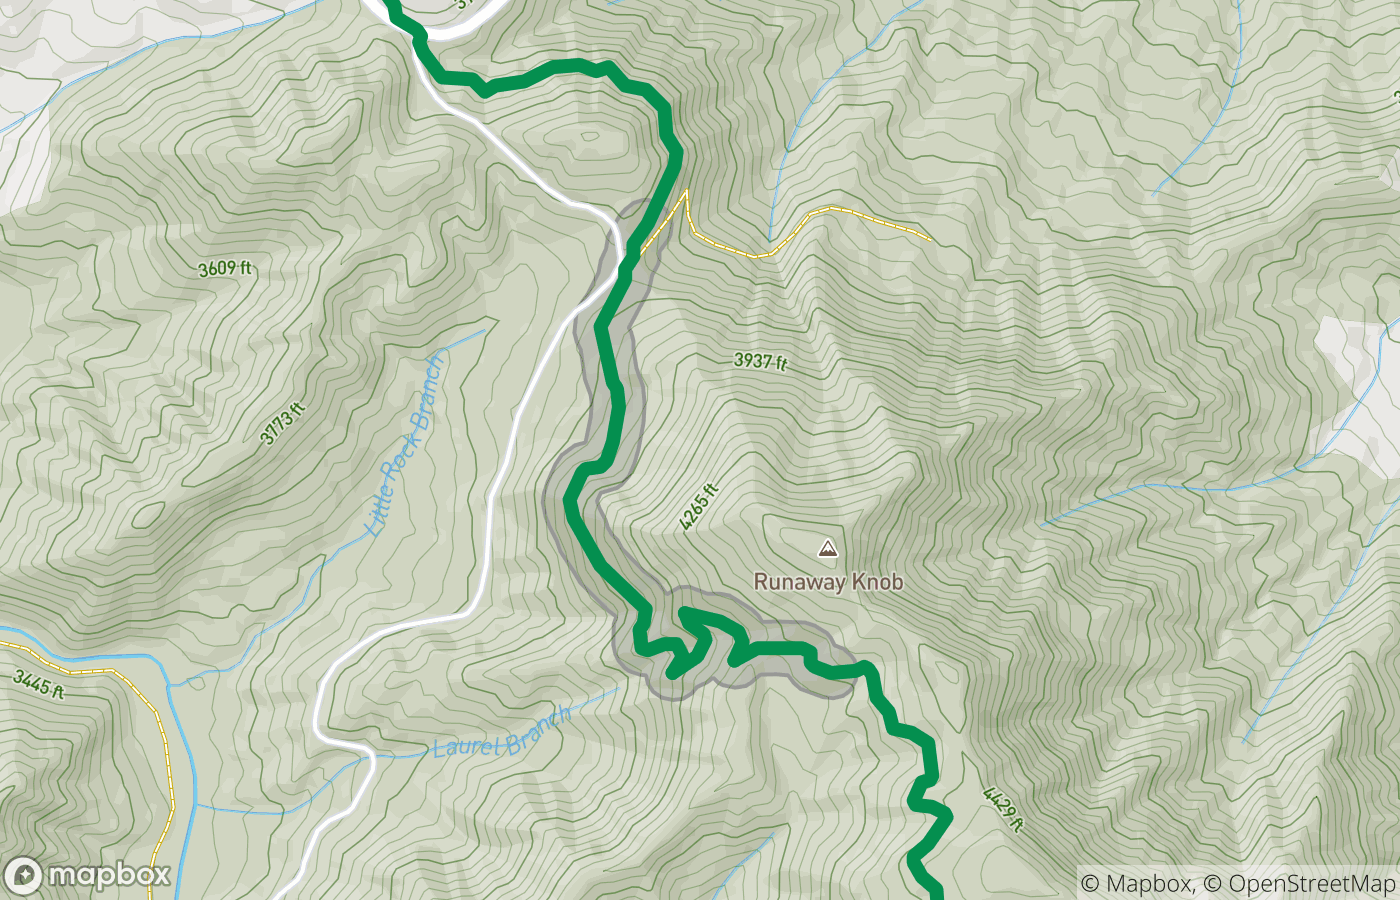 3609 ft
3937 ft
Little Rock Branch
3773 ft
4265 ft
Runaway Knob
3445 ft
Laurel Branch
4429 ft
mapbox
© Mapbox, © OpenStreetMap